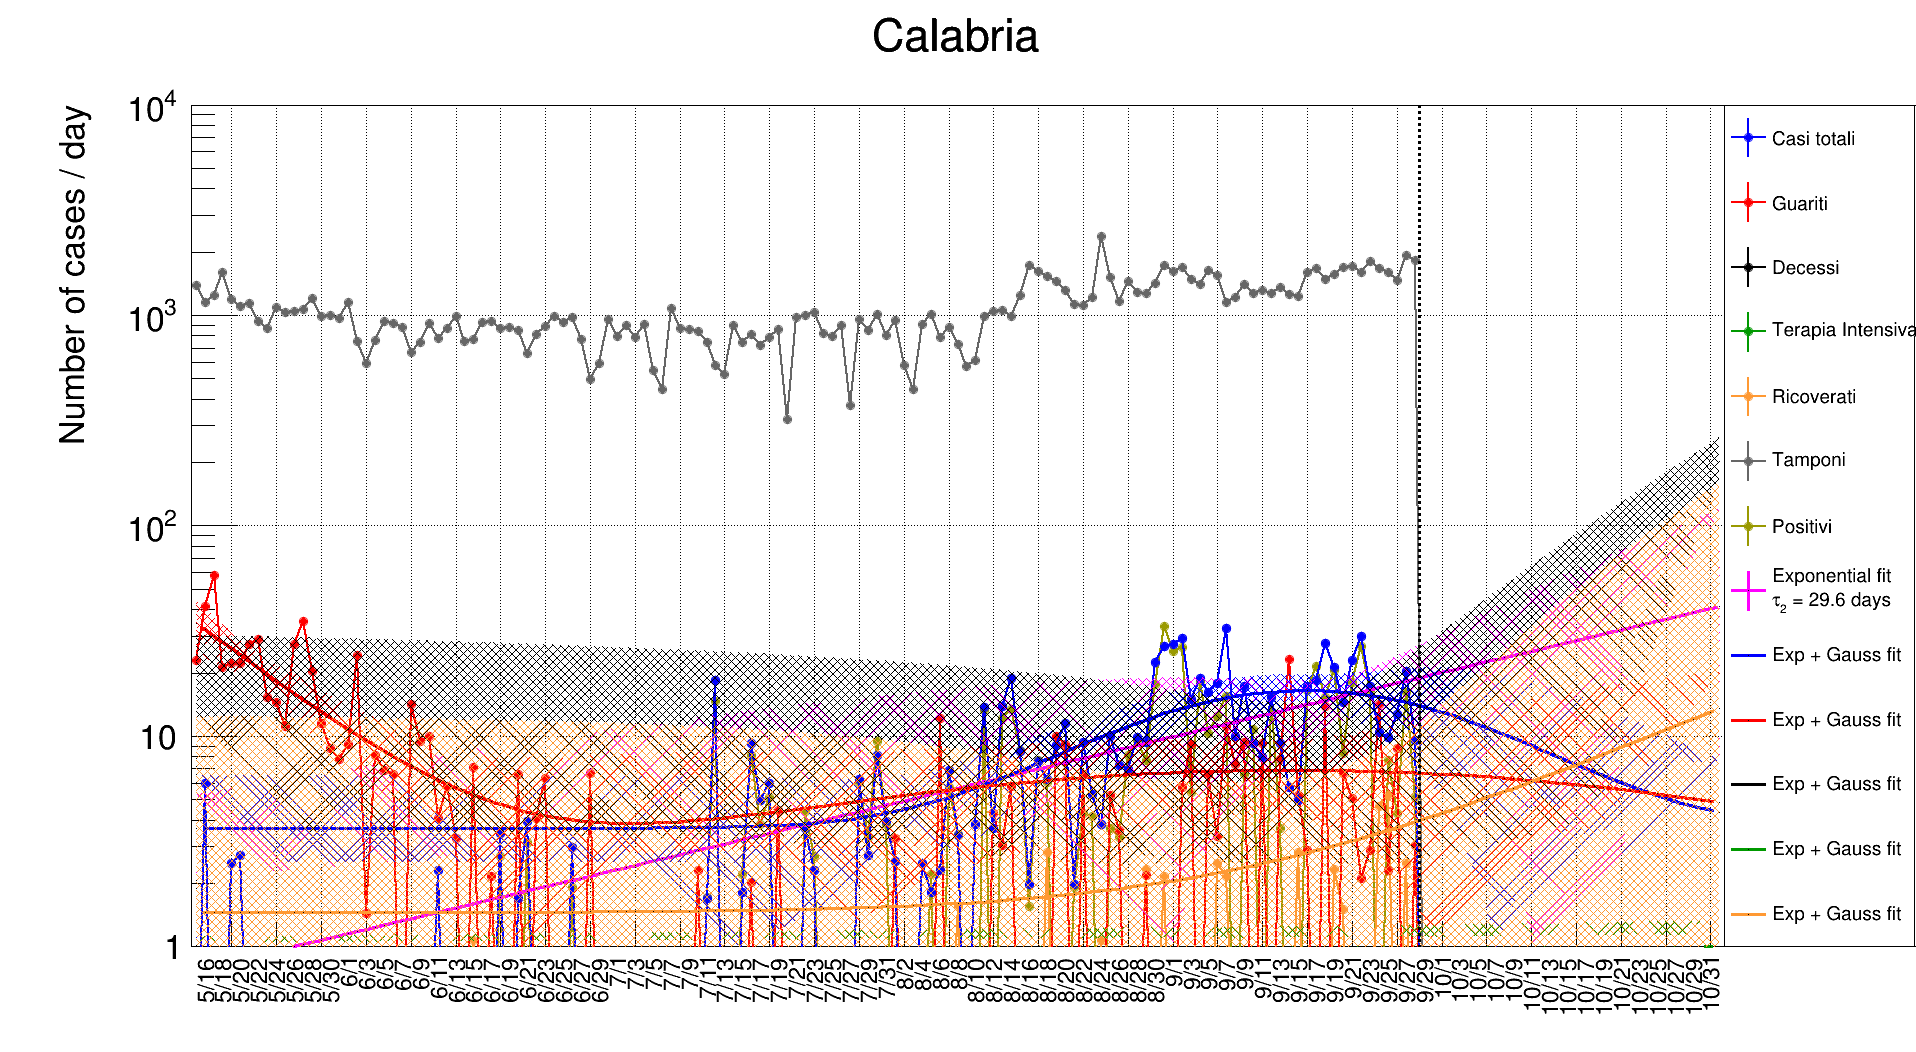 Calabria
Number of cases / day
10⁴
10³
10²
10
1
5/16 5/18 5/20 5/22 5/24 5/26 5/28 5/30 6/1 6/3 6/5 6/7 6/9 6/11 6/13 6/15 6/17 6/19 6/21 6/23 6/25 6/27 6/29 7/1 7/3 7/5 7/7 7/9 7/11 7/13 7/15 7/17 7/19 7/21 7/23 7/25 7/27 7/29 7/31 8/2 8/4 8/6 8/8 8/10 8/12 8/14 8/16 8/18 8/20 8/22 8/24 8/26 8/28 8/30 9/1 9/3 9/5 9/7 9/9 9/11 9/13 9/15 9/17 9/19 9/21 9/23 9/25 9/27 9/29 10/1 10/3 10/5 10/7 10/9 10/11 10/13 10/15 10/17 10/19 10/21 10/23 10/25 10/27 10/29 10/31
Casi totali
Guariti
Decessi
Terapia Intensiva
Ricoverati
Tamponi
Positivi
Exponential fit
τ₂ = 29.6 days
Exp + Gauss fit
Exp + Gauss fit
Exp + Gauss fit
Exp + Gauss fit
Exp + Gauss fit